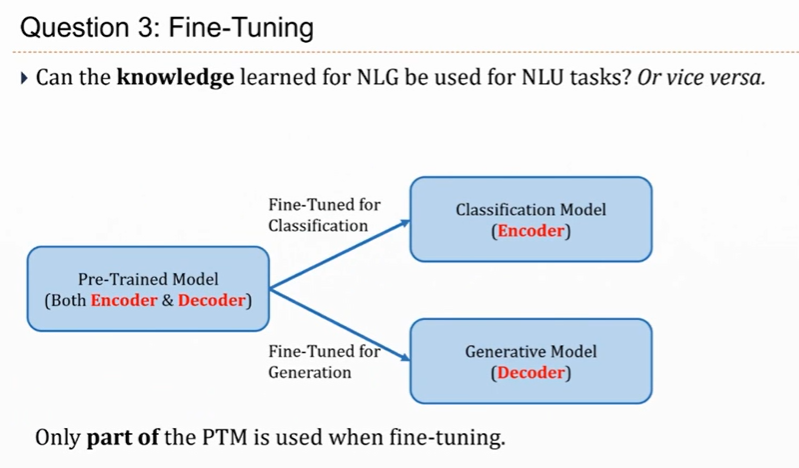 Question 3: Fine-Tuning
Can the knowledge learned for NLG be used for NLU tasks? Or vice versa.
Fine-Tuned for
Classification
Classification Model
(Encoder)
Pre-Trained Model
(Both Encoder & Decoder)
Fine-Tuned for
Generation
Generative Model
(Decoder)
Only part of the PTM is used when fine-tuning.